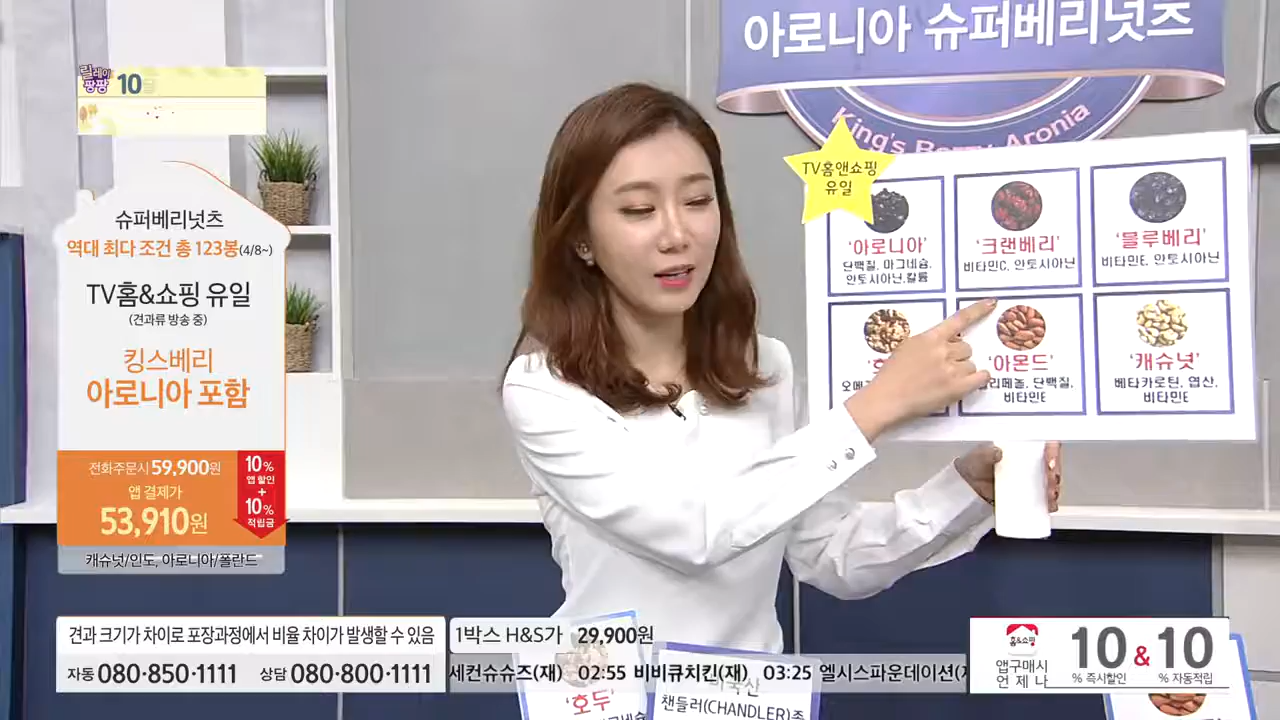 아로니아 슈퍼베리넛츠
King's Berry Aronia
릴레이
팡팡
10
TV홈앤쇼핑
유일
'아로니아'
단백질, 마그네슘,
안토시아닌,칼륨
'크랜베리'
비타민C, 안토시아닌
'블루베리'
비타민E, 안토시아닌
'아몬드'
단백질,
비타민E
'캐슈넛'
베타카로틴, 엽산,
비타민E
슈퍼베리넛츠
역대 최다 조건 총 123봉(4/8~)
TV홈&쇼핑 유일
(견과류 방송 중)
킹스베리
아로니아 포함
전화주문시 59,900원
앱 결제가
53,910원
10%
앱 할인
+
10%
적립금
캐슈넛/인도, 아로니아/폴란드
견과 크기가 차이로 포장과정에서 비율 차이가 발생할 수 있음
1박스 H&S가 29,900원
자동 080·850·1111 상담 080·800·1111
세컨슈슈즈(재) 02:55 비비큐치킨(재) 03:25 엘시스파운데이션
홈&쇼핑
앱구매시
언제나
10 & 10
% 즉시할인 % 자동적립
'호두'
챈들러(CHANDLER)종